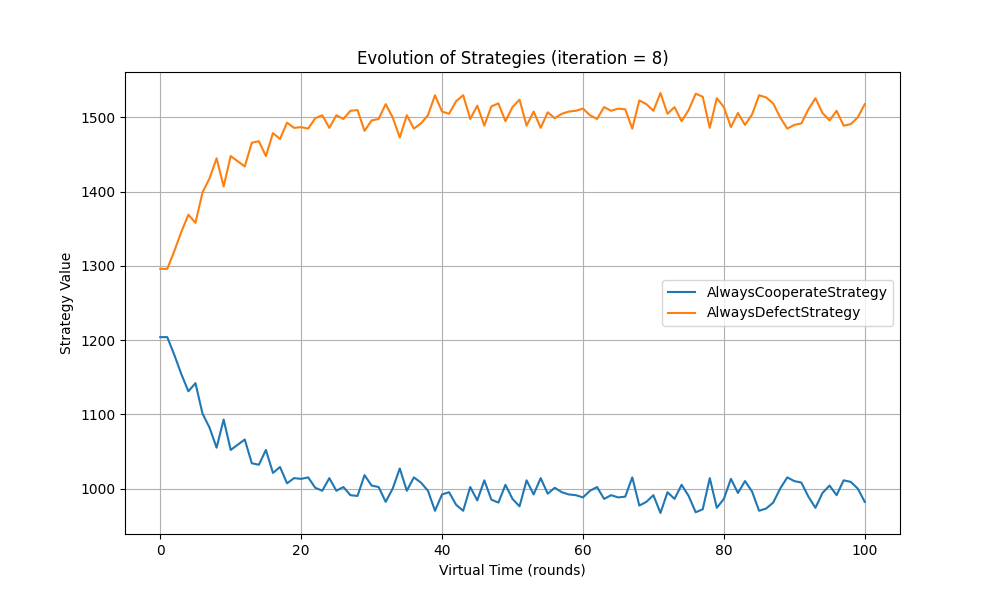 Evolution of Strategies (iteration = 8)
Strategy Value
1500
1400
1300
1200
1100
1000
AlwaysCooperateStrategy
AlwaysDefectStrategy
0 20 40 60 80 100
Virtual Time (rounds)